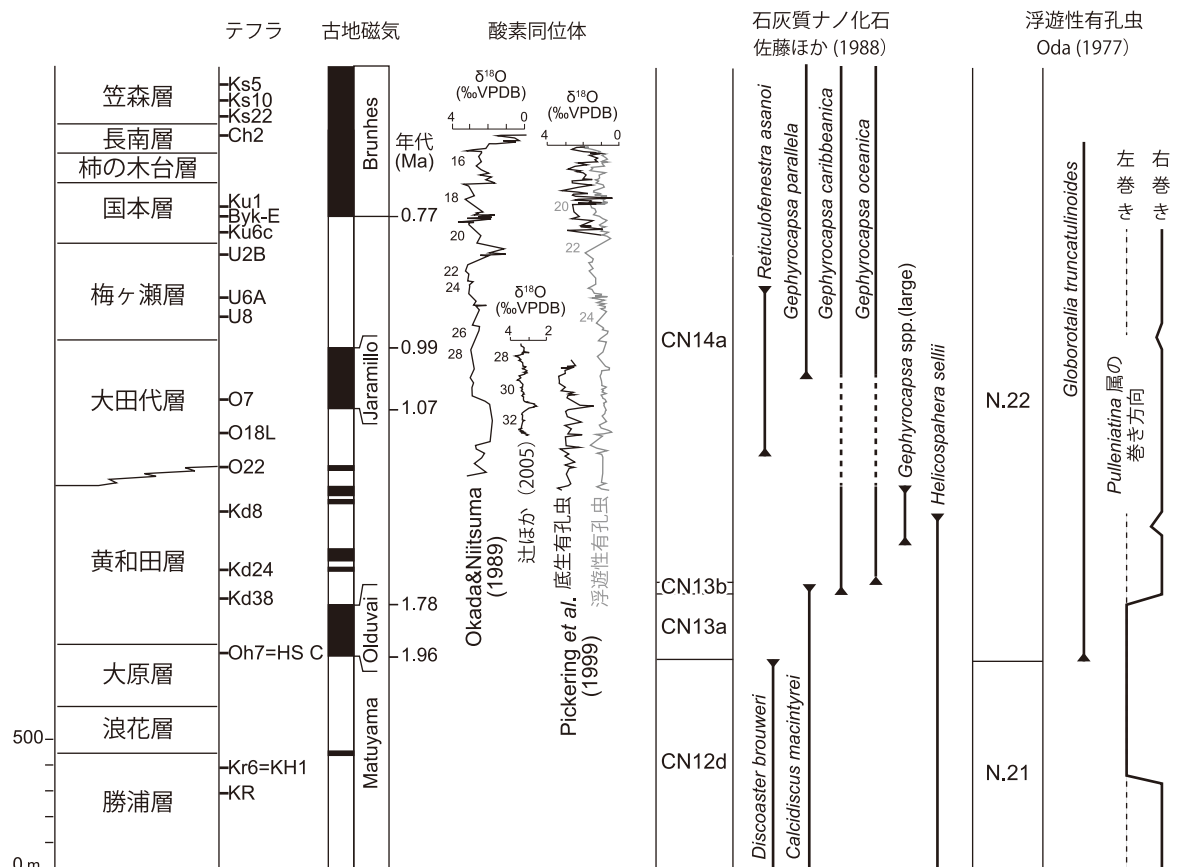 テフラ
古地磁気
酸素同位体
石灰質ナノ化石
佐藤ほか (1988)
浮遊性有孔虫
Oda (1977)
笠森層
長南層
柿の木台層
国本層
梅ヶ瀬層
大田代層
黄和田層
大原層
浪花層
勝浦層
500
0 m
Ks5
Ks10
Ks22
Ch2
Ku1
Byk-E
Ku6c
U2B
U6A
U8
O7
O18L
O22
Kd8
Kd24
Kd38
Oh7=HS C
Kr6=KH1
KR
Brunhes
Jaramillo
Olduvai
Matuyama
年代
(Ma)
0.77
0.99
1.07
1.78
1.96
δ¹⁸O
(‰VPDB)
4 0
16
18
20
22
24
26
28
Okada&Niitsuma
(1989)
δ¹⁸O
(‰VPDB)
4 2
28
30
32
辻ほか (2005)
δ¹⁸O
(‰VPDB)
4 0
20
22
24
底生有孔虫
浮遊性有孔虫
Pickering et al.
(1999)
CN14a
CN13b
CN13a
CN12d
Reticulofenestra asanoi
Gephyrocapsa parallela
Gephyrocapsa caribbeanica
Gephyrocapsa oceanica
Gephyocapsa spp.(large)
Helicospahera sellii
Discoaster brouweri
Calcidiscus macintyrei
N.22
N.21
Globorotalia truncatulinoides
左巻き
右巻き
Pulleniatina 属の
巻き方向